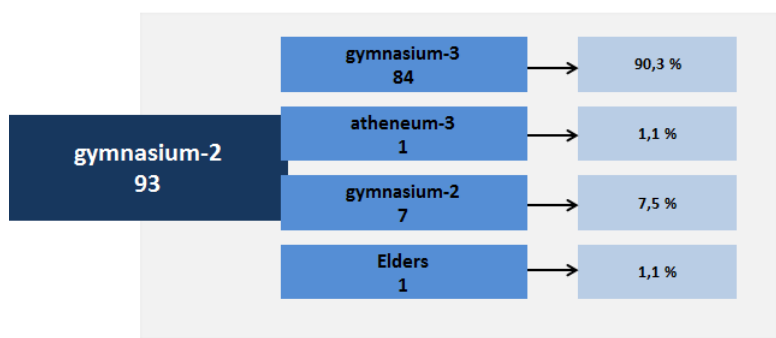 gymnasium-2
93
gymnasium-3
84
90,3 %
atheneum-3
1
1,1 %
gymnasium-2
7
7,5 %
Elders
1
1,1 %